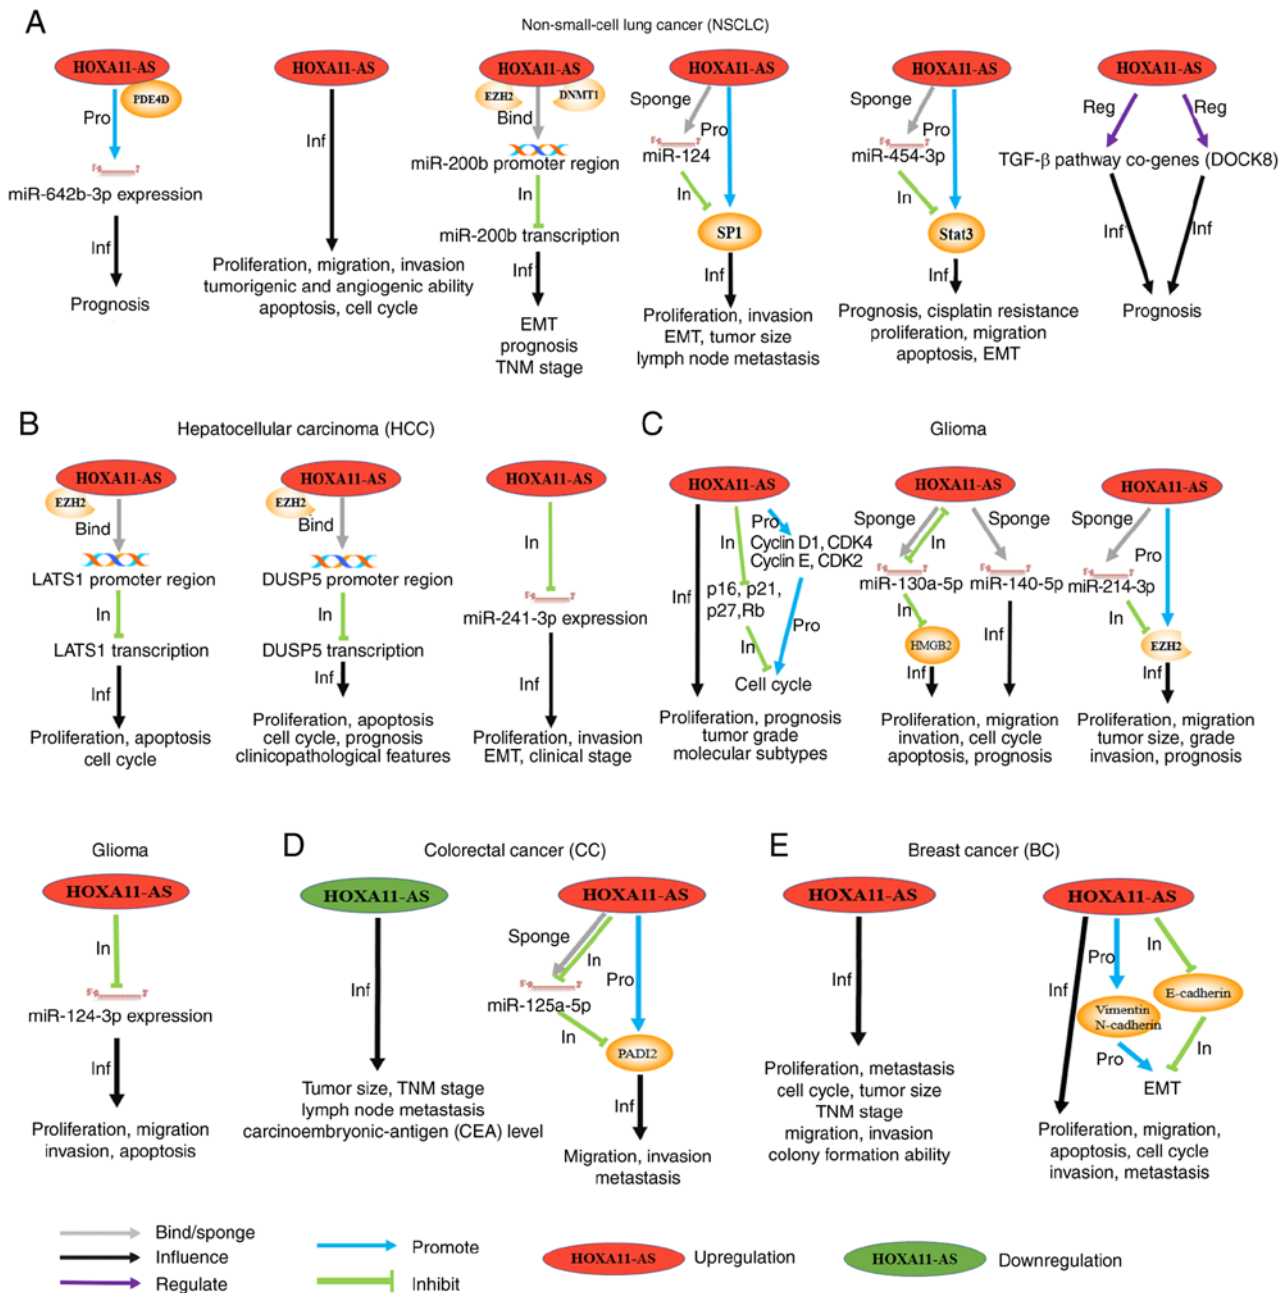 A
Non-small-cell lung cancer (NSCLC)
HOXA11-AS
PDE4D
Pro
miR-642b-3p expression
Inf
Prognosis
HOXA11-AS
Inf
Proliferation, migration, invasion
tumorigenic and angiogenic ability
apoptosis, cell cycle
HOXA11-AS
EZH2
DNMT1
Bind
miR-200b promoter region
In
miR-200b transcription
Inf
EMT
prognosis
TNM stage
HOXA11-AS
Sponge
Pro
miR-124
In
SP1
Inf
Proliferation, invasion
EMT, tumor size
lymph node metastasis
HOXA11-AS
Sponge
Pro
miR-454-3p
In
Stat3
Inf
Prognosis, cisplatin resistance
proliferation, migration
apoptosis, EMT
HOXA11-AS
Reg
Reg
TGF-β pathway co-genes (DOCK8)
Inf
Inf
Prognosis
B
Hepatocellular carcinoma (HCC)
HOXA11-AS
EZH2
Bind
LATS1 promoter region
In
LATS1 transcription
Inf
Proliferation, apoptosis
cell cycle
HOXA11-AS
EZH2
Bind
DUSP5 promoter region
In
DUSP5 transcription
Inf
Proliferation, apoptosis
cell cycle, prognosis
clinicopathological features
HOXA11-AS
In
miR-241-3p expression
Inf
Proliferation, invasion
EMT, clinical stage
C
Glioma
HOXA11-AS
Inf
In
Pro
Cyclin D1, CDK4
Cyclin E, CDK2
p16, p21,
p27,Rb
In
Pro
Cell cycle
Proliferation, prognosis
tumor grade
molecular subtypes
HOXA11-AS
Sponge
In
Sponge
miR-130a-5p
miR-140-5p
In
HMGB2
Inf
Inf
Proliferation, migration
invation, cell cycle
apoptosis, prognosis
HOXA11-AS
Sponge
Pro
miR-214-3p
In
EZH2
Inf
Proliferation, migration
tumor size, grade
invasion, prognosis
Glioma
HOXA11-AS
In
miR-124-3p expression
Inf
Proliferation, migration
invasion, apoptosis
D
Colorectal cancer (CC)
HOXA11-AS
Inf
Tumor size, TNM stage
lymph node metastasis
carcinoembryonic-antigen (CEA) level
HOXA11-AS
Sponge
In
Pro
miR-125a-5p
In
PADI2
Inf
Migration, invasion
metastasis
E
Breast cancer (BC)
HOXA11-AS
Inf
Proliferation, metastasis
cell cycle, tumor size
TNM stage
migration, invasion
colony formation ability
HOXA11-AS
Inf
Pro
In
Vimentin
N-cadherin
E-cadherin
Pro
In
EMT
Proliferation, migration,
apoptosis, cell cycle
invasion, metastasis
Bind/sponge
Influence
Regulate
Promote
Inhibit
HOXA11-AS
Upregulation
HOXA11-AS
Downregulation